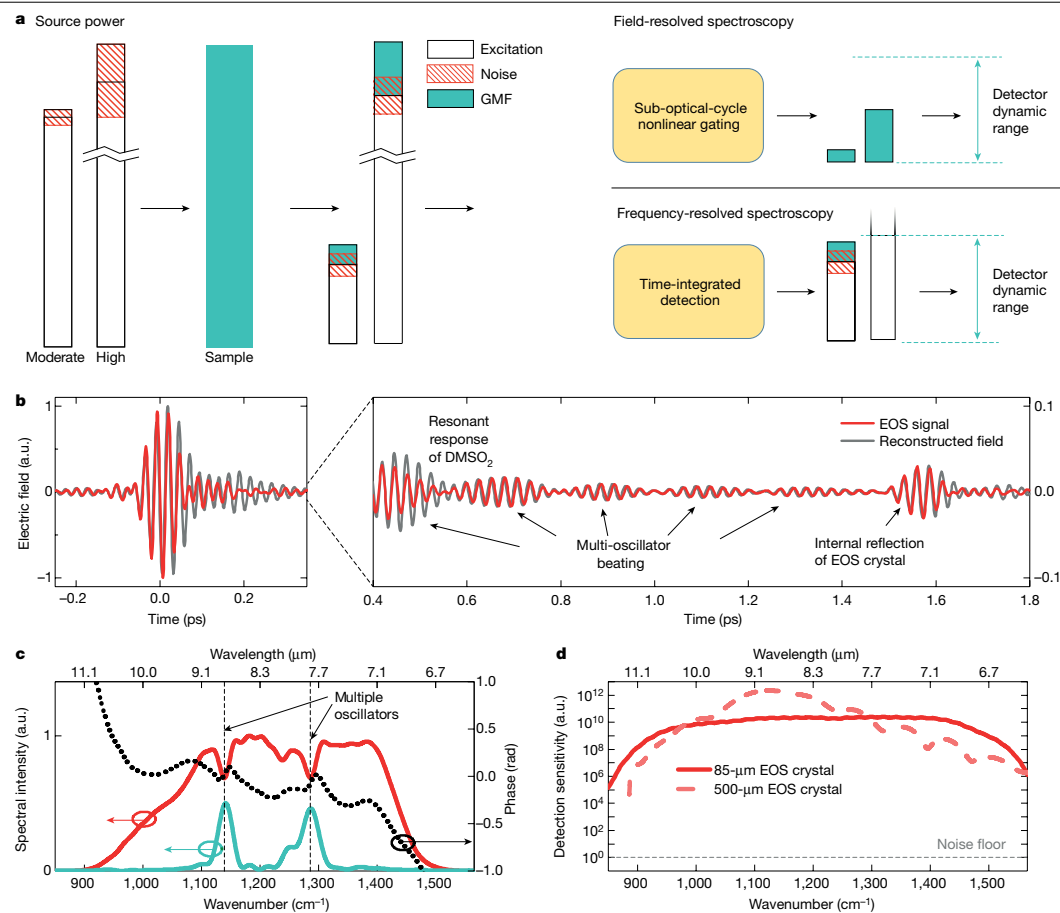 a
Source power
Excitation
Noise
GMF
Moderate
High
Sample
Field-resolved spectroscopy
Sub-optical-cycle
nonlinear gating
Detector
dynamic
range
Frequency-resolved spectroscopy
Time-integrated
detection
Detector
dynamic
range
b
Electric field (a.u.)
1
0
−1
−0.2
0.0
0.2
Time (ps)
Resonant
response
of DMSO2
EOS signal
Reconstructed field
Multi-oscillator
beating
Internal reflection
of EOS crystal
0.1
0.0
−0.1
0.4
0.6
0.8
1.0
1.2
1.4
1.6
1.8
Time (ps)
c
Wavelength (μm)
11.1
10.0
9.1
8.3
7.7
7.1
6.7
Spectral intensity (a.u.)
1
0
Multiple
oscillators
1.0
0.5
0.0
−0.5
−1.0
Phase (rad)
900
1,000
1,100
1,200
1,300
1,400
1,500
Wavenumber (cm−1)
d
Wavelength (μm)
11.1
10.0
9.1
8.3
7.7
7.1
6.7
Detection sensitivity (a.u.)
10^12
10^10
10^8
10^6
10^4
10^2
10^0
85-μm EOS crystal
500-μm EOS crystal
Noise floor
900
1,000
1,100
1,200
1,300
1,400
1,500
Wavenumber (cm−1)